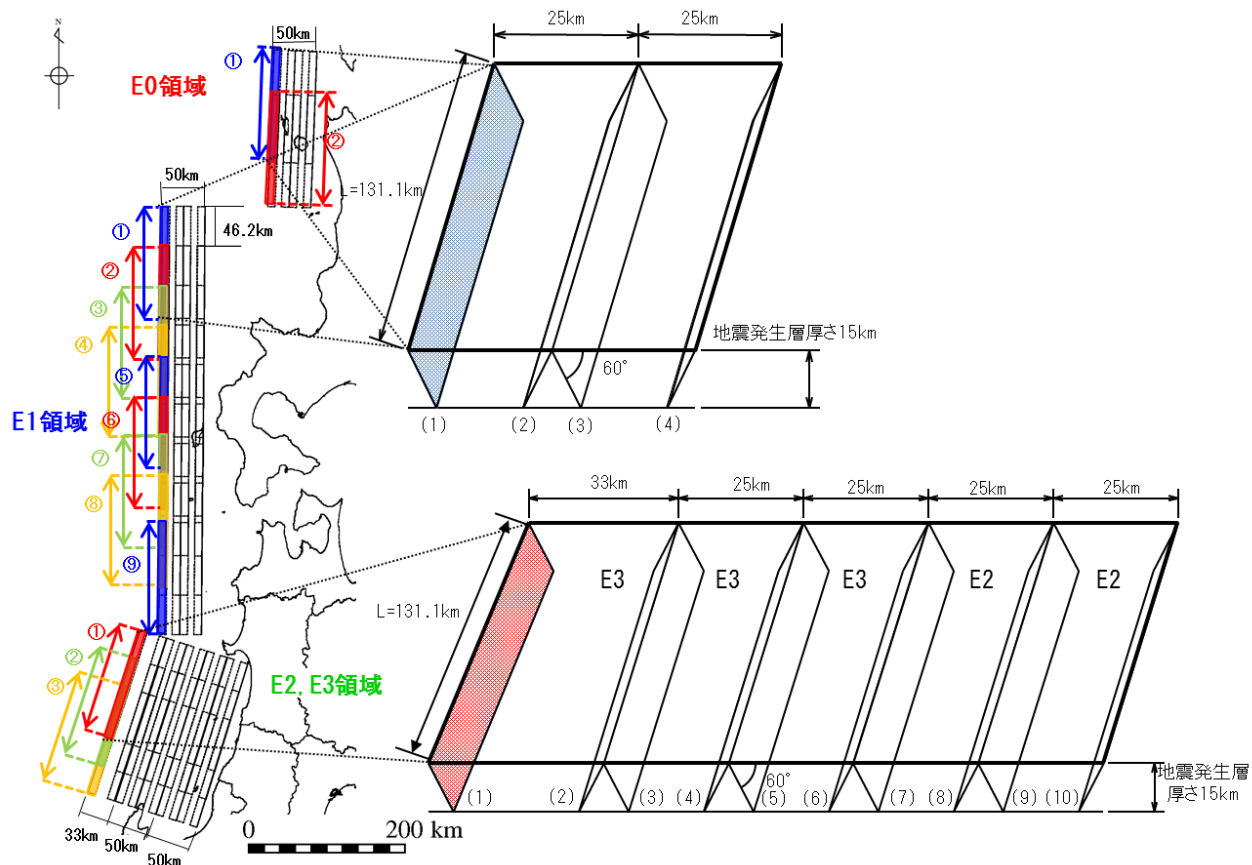 N
50km
①
E0領域
②
25km
25km
L=131.1km
地震発生層厚さ15km
60°
(1)
(2)
(3)
(4)
50km
46.2km
①
②
③
④
⑤
⑥
⑦
⑧
⑨
E1領域
33km
25km
25km
25km
25km
E3
E3
E3
E2
E2
L=131.1km
60°
地震発生層
厚さ15km
(1)
(2)
(3)
(4)
(5)
(6)
(7)
(8)
(9)
(10)
①
②
③
E2, E3領域
33km
50km
50km
0
200 km